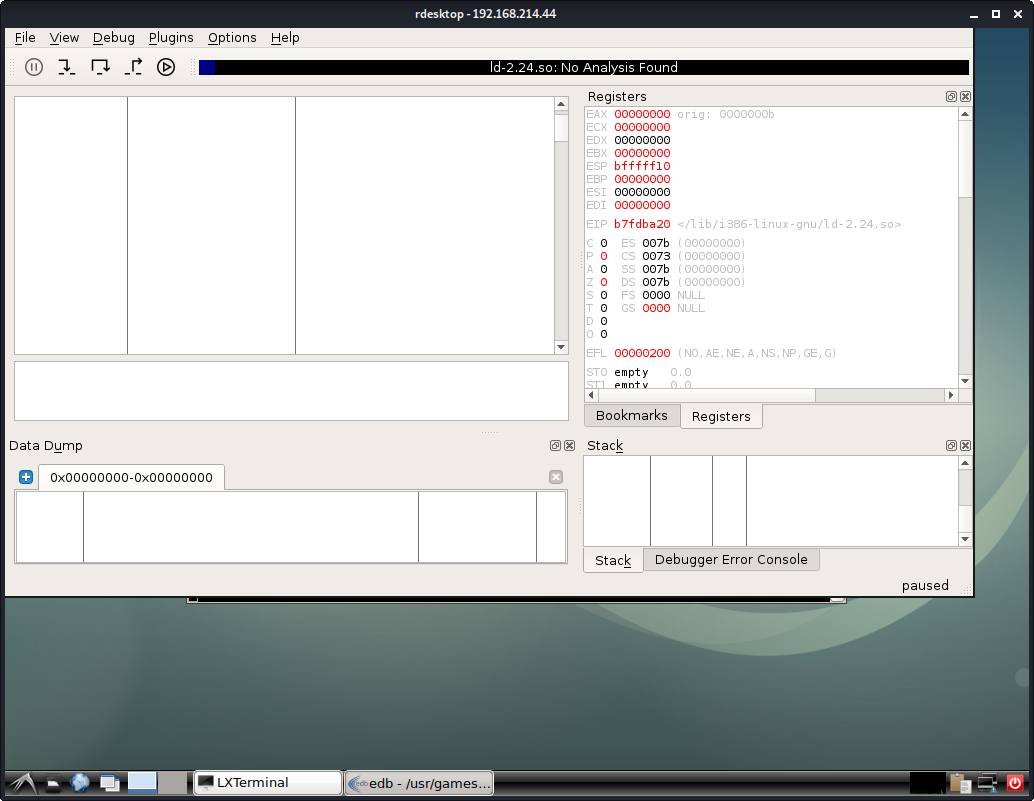 rdesktop - 192.168.214.44
File View Debug Plugins Options Help
ld-2.24.so: No Analysis Found
Registers
EAX 00000000 orig: 0000000b
ECX 00000000
EDX 00000000
EBX 00000000
ESP bfffff10
EBP 00000000
ESI 00000000
EDI 00000000
EIP b7fdba20 </lib/i386-linux-gnu/ld-2.24.so>
C 0 ES 007b (00000000)
P 0 CS 0073 (00000000)
A 0 SS 007b (00000000)
Z 0 DS 007b (00000000)
S 0 FS 0000 NULL
T 0 GS 0000 NULL
D 0
O 0
EFL 00000200 (NO,AE,NE,A,NS,NP,GE,G)
ST0 empty 0.0
ST1 empty 0.0
Bookmarks Registers
Data Dump
0x00000000-0x00000000
Stack
Stack Debugger Error Console
paused
LXTerminal
edb - /usr/games...